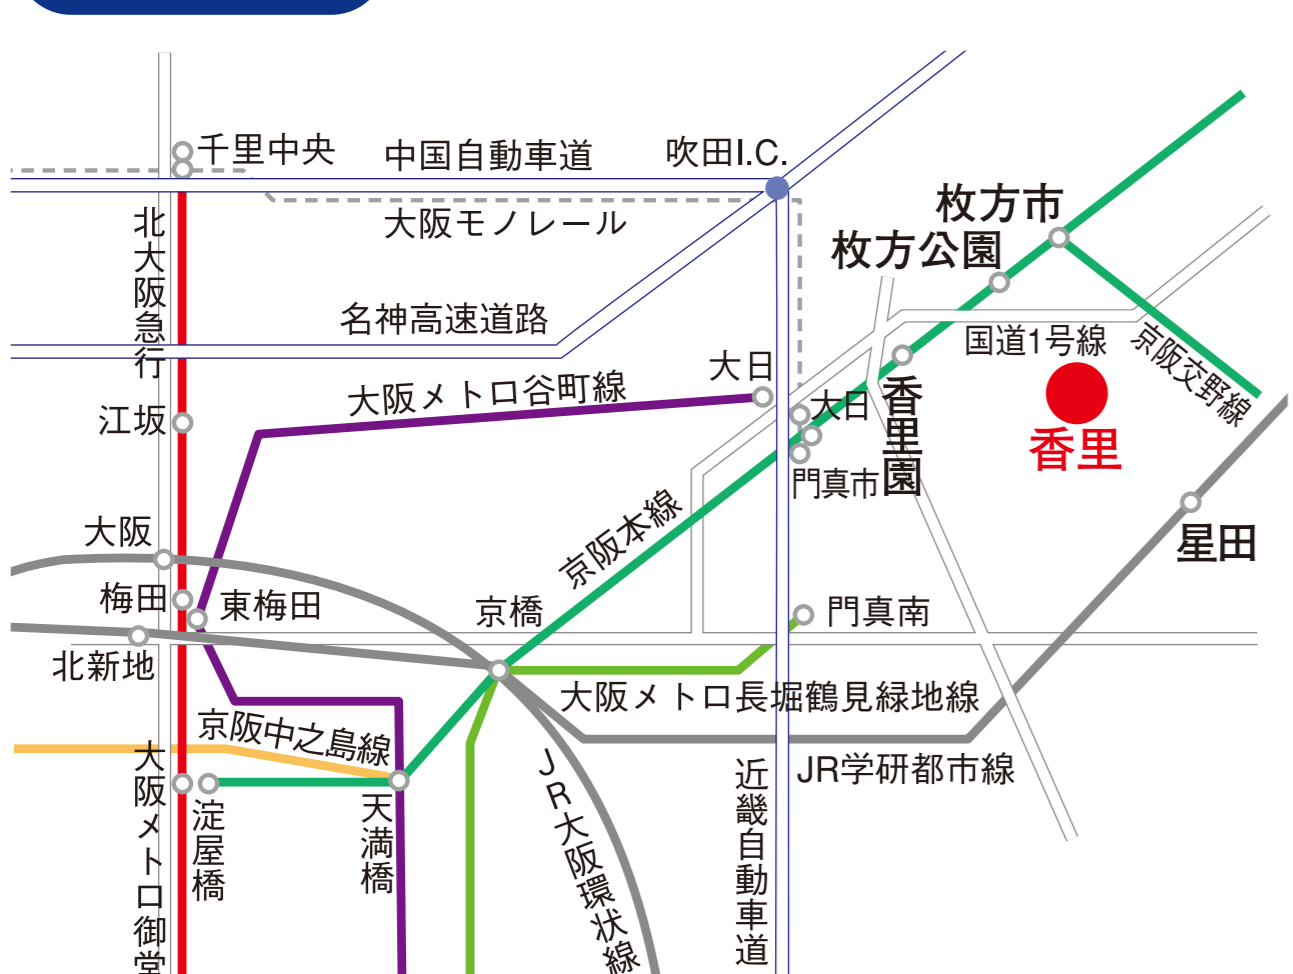 千里中央
中国自動車道
吹田I.C.
大阪モノレール
枚方市
枚方公園
北大阪急行
名神高速道路
国道1号線
京阪交野線
大日
大阪メトロ谷町線
大日
香里園
香里
江坂
門真市
京阪本線
大阪
星田
梅田
東梅田
京橋
門真南
北新地
大阪メトロ長堀鶴見緑地線
京阪中之島線
JR学研都市線
大阪メトロ御堂
淀屋橋
天満橋
JR大阪環状線
近畿自動車道